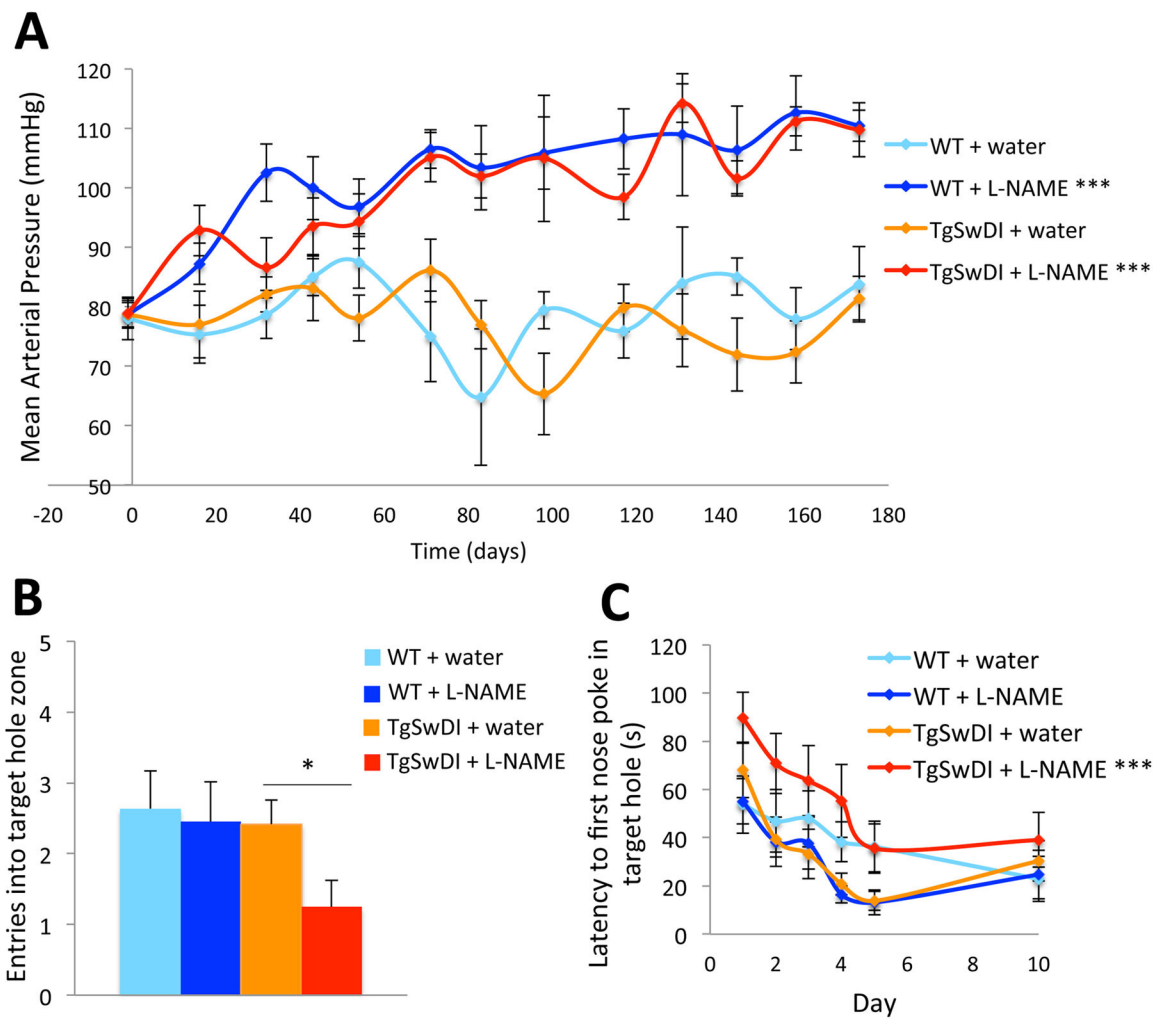 A
Mean Arterial Pressure (mmHg)
120
110
100
90
80
70
60
50
-20 0 20 40 60 80 100 120 140 160 180
Time (days)
WT + water
WT + L-NAME ***
TgSwDI + water
TgSwDI + L-NAME ***
B
Entries into target hole zone
5
4
3
2
1
0
*
WT + water
WT + L-NAME
TgSwDI + water
TgSwDI + L-NAME
C
Latency to first nose poke in
target hole (s)
120
100
80
60
40
20
0
0 2 4 6 8 10
Day
WT + water
WT + L-NAME
TgSwDI + water
TgSwDI + L-NAME ***